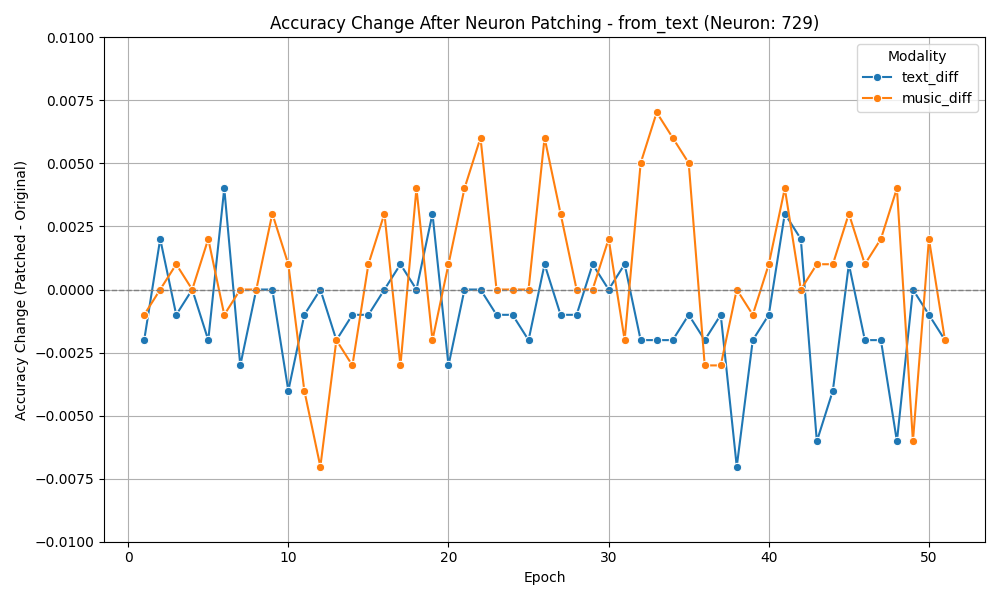 Accuracy Change After Neuron Patching - from_text (Neuron: 729)
Accuracy Change (Patched - Original)
0.0100
0.0075
0.0050
0.0025
0.0000
−0.0025
−0.0050
−0.0075
−0.0100
Modality
text_diff
music_diff
0 10 20 30 40 50
Epoch